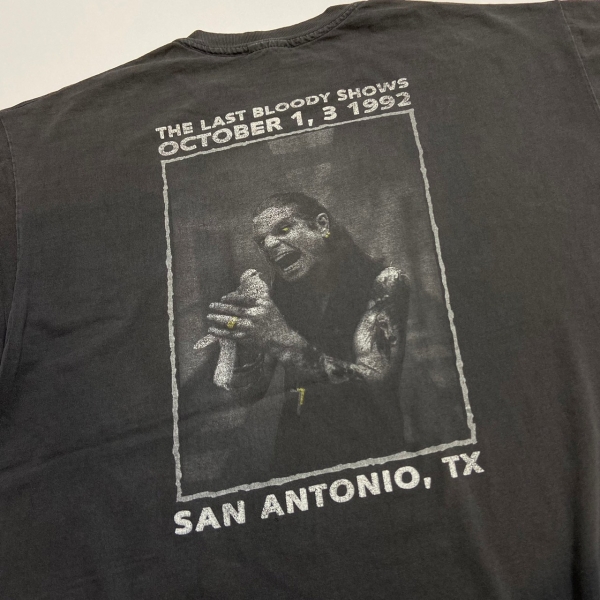 THE LAST BLOODY SHOWS
OCTOBER 1, 3 1992
SAN ANTONIO, TX